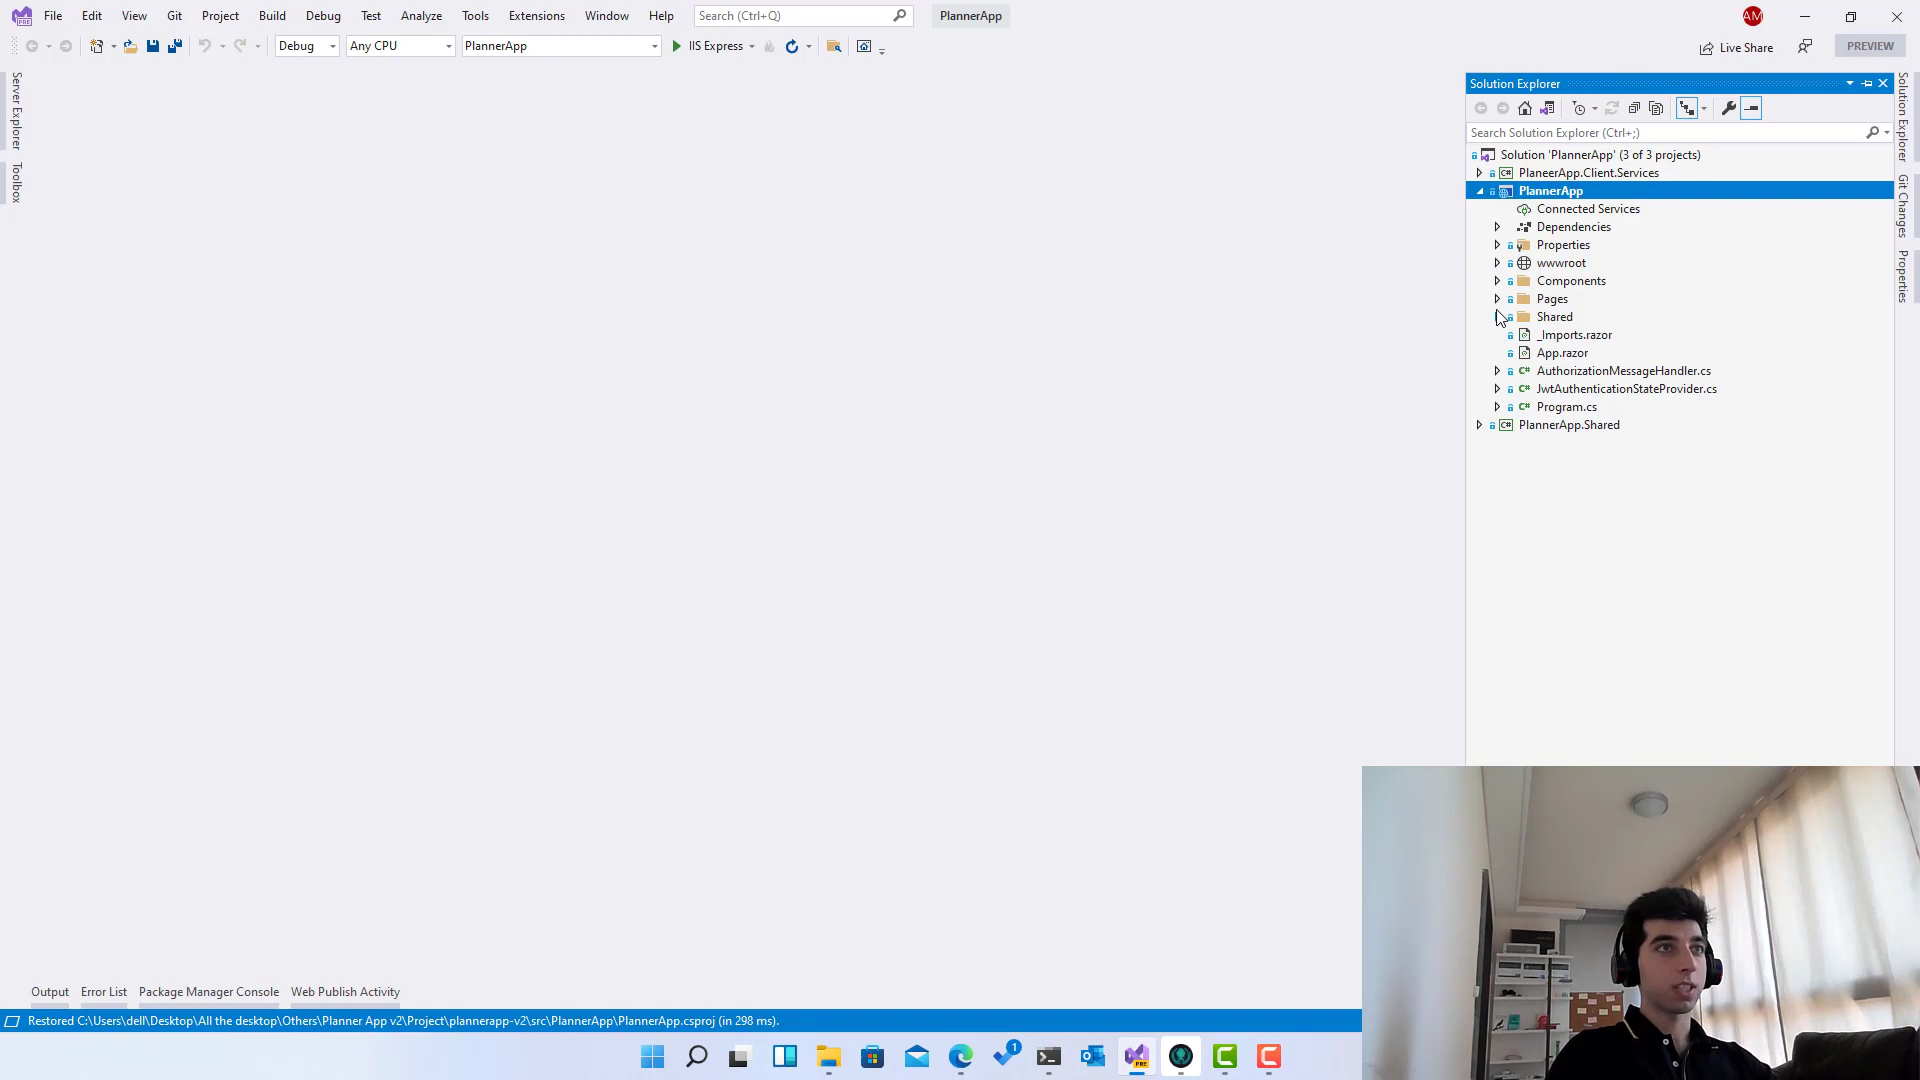 File Edit View Git Project Build Debug Test Analyze Tools Extensions Window Help Search (Ctrl+Q) PlannerApp AM
Debug Any CPU PlannerApp IIS Express Live Share PREVIEW
Server Explorer
Toolbox
Solution Explorer
Search Solution Explorer (Ctrl+;)
Solution 'PlannerApp' (3 of 3 projects)
PlaneerApp.Client.Services
PlannerApp
Connected Services
Dependencies
Properties
wwwroot
Components
Pages
Shared
_Imports.razor
App.razor
C# AuthorizationMessageHandler.cs
C# JwtAuthenticationStateProvider.cs
C# Program.cs
C# PlannerApp.Shared
Solution Explorer
Git Changes
Properties
Output Error List Package Manager Console Web Publish Activity
Restored C:\Users\dell\Desktop\All the desktop\Others\Planner App v2\Project\plannerapp-v2\src\PlannerApp\PlannerApp.csproj (in 298 ms).
1
PRE